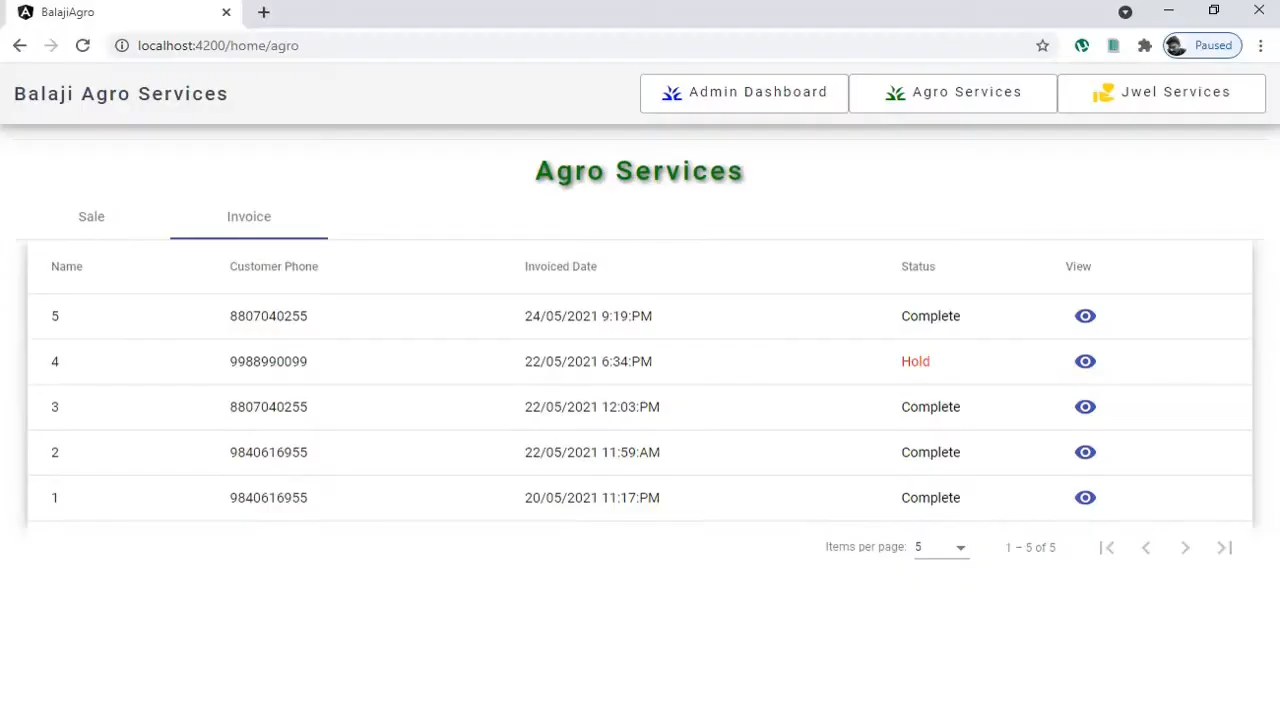 BalajiAgro
localhost:4200/home/agro
Paused
Balaji Agro Services
Admin Dashboard
Agro Services
Jwel Services
Agro Services
Sale Invoice
Name Customer Phone Invoiced Date Status View
5 8807040255 24/05/2021 9:19:PM Complete
4 9988990099 22/05/2021 6:34:PM Hold
3 8807040255 22/05/2021 12:03:PM Complete
2 9840616955 22/05/2021 11:59:AM Complete
1 9840616955 20/05/2021 11:17:PM Complete
Items per page: 5 1 – 5 of 5